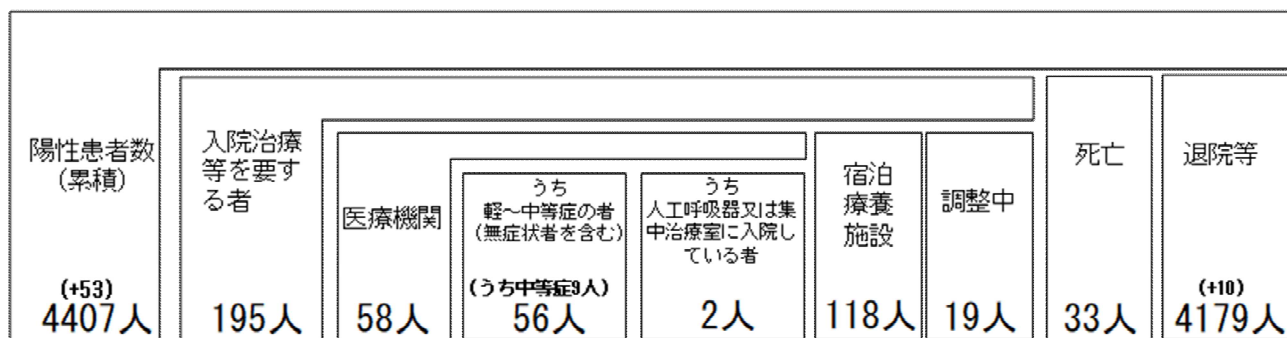 陽性患者数
(累積)
(+53)
4407人
入院治療
等を要す
る者
195人
医療機関
58人
うち
軽～中等症の者
(無症状者を含む)
(うち中等症9人)
56人
うち
人工呼吸器又は集
中治療室に入院し
ている者
2人
宿泊
療養
施設
118人
調整中
19人
死亡
33人
退院等
(+10)
4179人